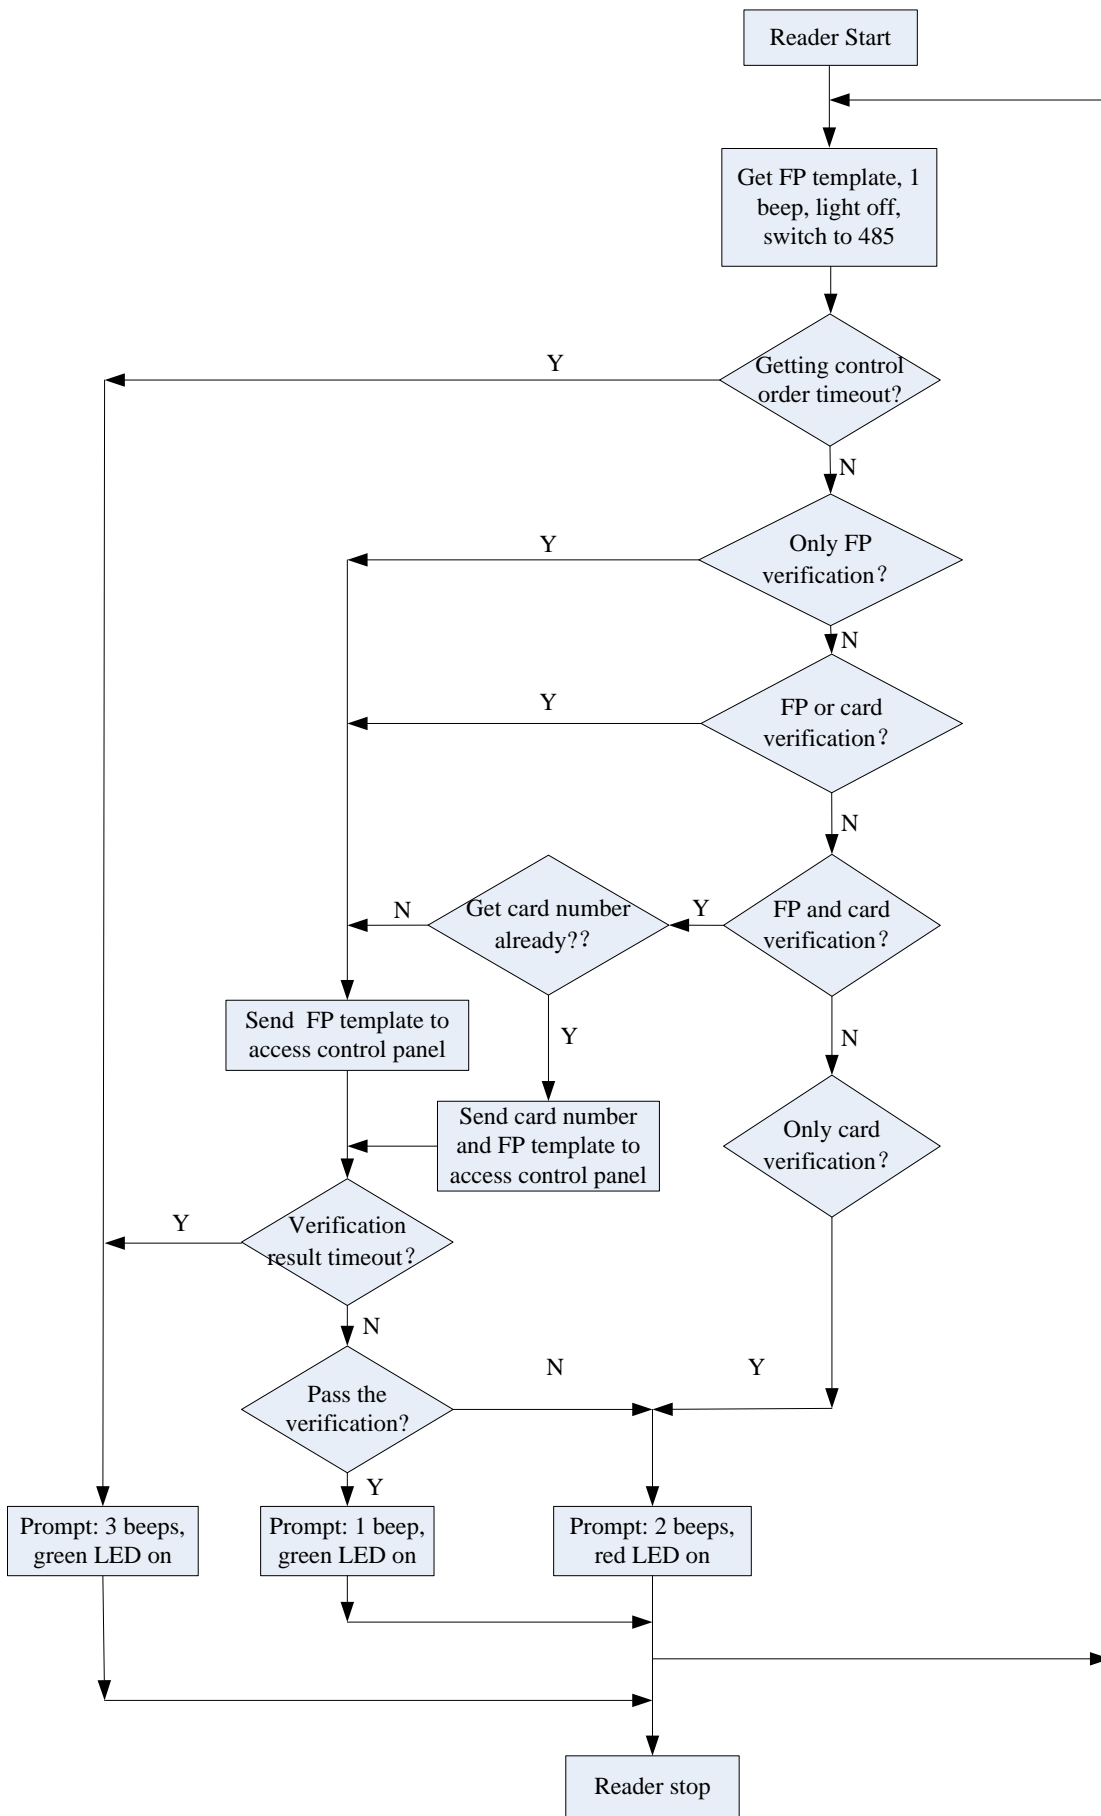 Reader Start
Get FP template, 1
beep, light off,
switch to 485
Y
Getting control
order timeout?
N
Y
Only FP
verification？
N
Y
FP or card
verification？
N
Get card number
already?？
N
Y
FP and card
verification？
Send  FP template to
access control panel
Y
N
Send card number
and FP template to
access control panel
Only card
verification？
Y
Verification
result timeout？
N
Pass the
verification?
N
Y
Y
Prompt: 3 beeps,
green LED on
Prompt: 1 beep,
green LED on
Prompt: 2 beeps,
red LED on
Reader stop